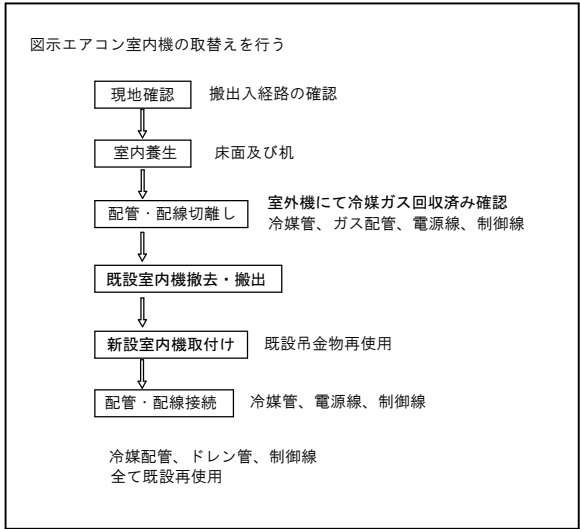 図示エアコン室内機の取替えを行う
現地確認 搬出入経路の確認
室内養生 床面及び机
室外機にて冷媒ガス回収済み確認
配管・配線切離し 冷媒管、ガス配管、電源線、制御線
既設室内機撤去・搬出
新設室内機取付け 既設吊金物再使用
配管・配線接続 冷媒管、電源線、制御線
冷媒配管、ドレン管、制御線
全て既設再使用